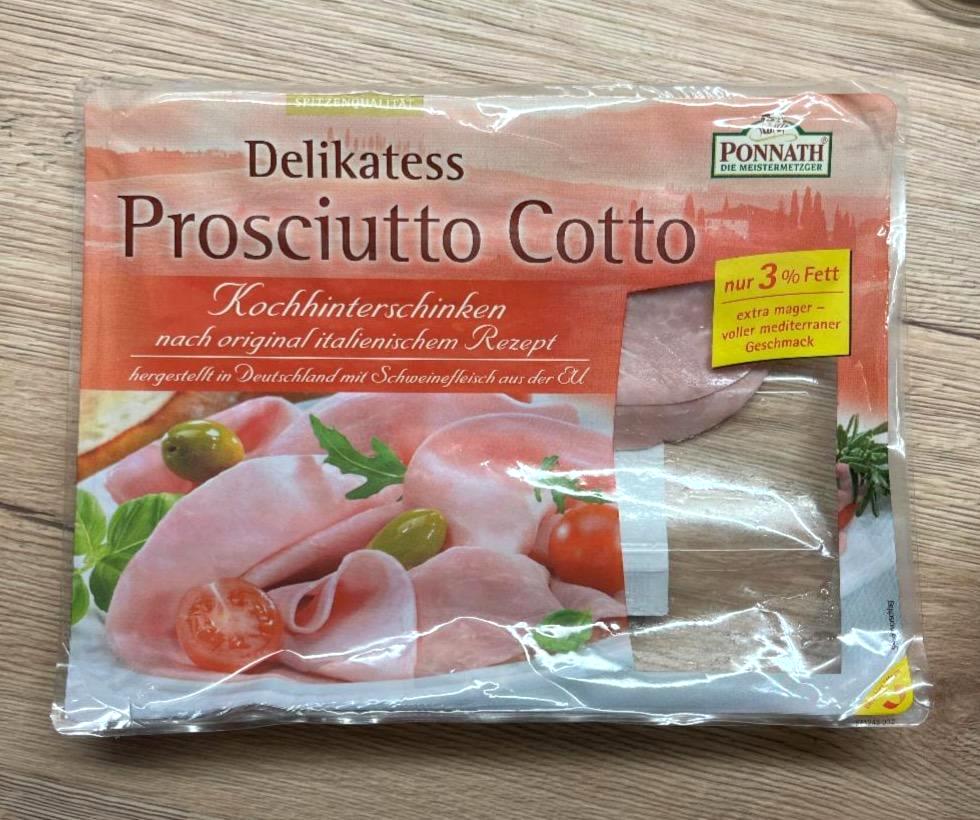 SPITZENQUALITÄT
Delikatess
Prosciutto Cotto
PONNATH®
DIE MEISTERMETZGER
nur 3% Fett
extra mager –
voller mediterraner
Geschmack
Kochhinterschinken
nach original italienischem Rezept
hergestellt in Deutschland mit Schweinefleisch aus der EU